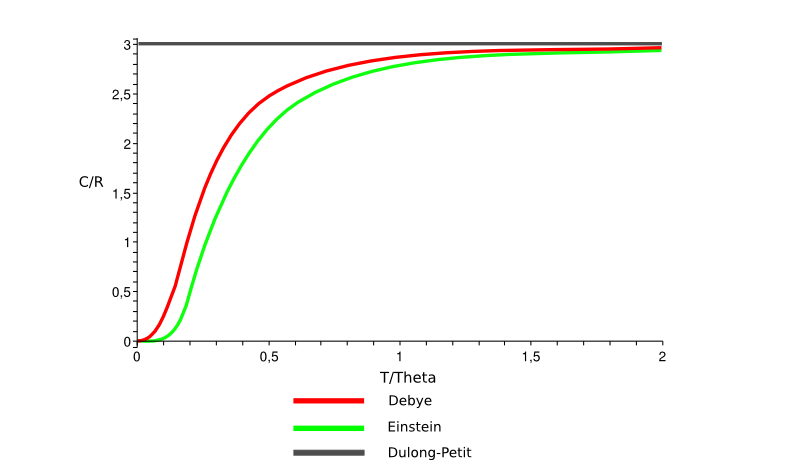 3
2,5
2
C/R
1,5
1
0,5
0
0 0,5 1 1,5 2
T/Theta
Debye
Einstein
Dulong-Petit